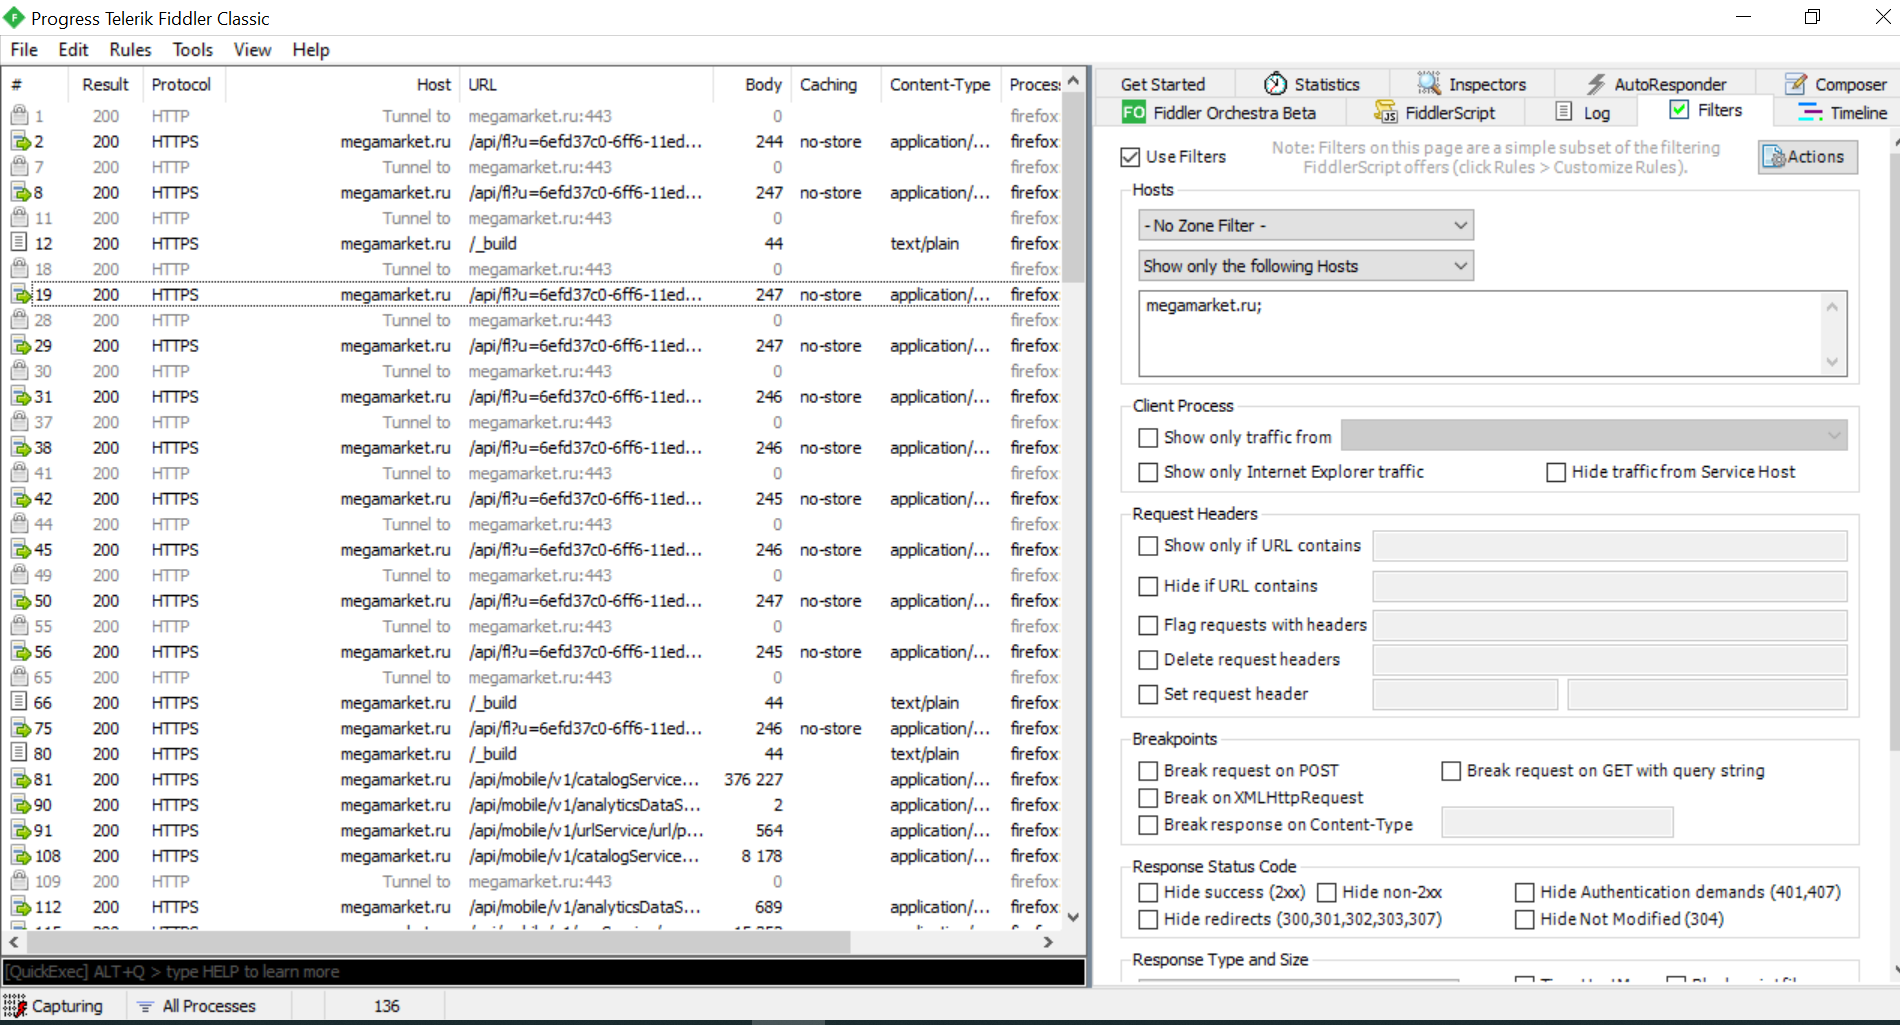 Progress Telerik Fiddler Classic
File Edit Rules Tools View Help
# Result Protocol Host URL Body Caching Content-Type Process
1 200 HTTP Tunnel to megamarket.ru:443 0 firefox
2 200 HTTPS megamarket.ru /api/fl?u=6efd37c0-6ff6-11ed... 244 no-store application/... firefox
7 200 HTTP Tunnel to megamarket.ru:443 0 firefox
8 200 HTTPS megamarket.ru /api/fl?u=6efd37c0-6ff6-11ed... 247 no-store application/... firefox
11 200 HTTP Tunnel to megamarket.ru:443 0 firefox
12 200 HTTPS megamarket.ru /_build 44 text/plain firefox
18 200 HTTP Tunnel to megamarket.ru:443 0 firefox
19 200 HTTPS megamarket.ru /api/fl?u=6efd37c0-6ff6-11ed... 247 no-store application/... firefox
28 200 HTTP Tunnel to megamarket.ru:443 0 firefox
29 200 HTTPS megamarket.ru /api/fl?u=6efd37c0-6ff6-11ed... 247 no-store application/... firefox
30 200 HTTP Tunnel to megamarket.ru:443 0 firefox
31 200 HTTPS megamarket.ru /api/fl?u=6efd37c0-6ff6-11ed... 246 no-store application/... firefox
37 200 HTTP Tunnel to megamarket.ru:443 0 firefox
38 200 HTTPS megamarket.ru /api/fl?u=6efd37c0-6ff6-11ed... 246 no-store application/... firefox
41 200 HTTP Tunnel to megamarket.ru:443 0 firefox
42 200 HTTPS megamarket.ru /api/fl?u=6efd37c0-6ff6-11ed... 245 no-store application/... firefox
44 200 HTTP Tunnel to megamarket.ru:443 0 firefox
45 200 HTTPS megamarket.ru /api/fl?u=6efd37c0-6ff6-11ed... 246 no-store application/... firefox
49 200 HTTP Tunnel to megamarket.ru:443 0 firefox
50 200 HTTPS megamarket.ru /api/fl?u=6efd37c0-6ff6-11ed... 247 no-store application/... firefox
55 200 HTTP Tunnel to megamarket.ru:443 0 firefox
56 200 HTTPS megamarket.ru /api/fl?u=6efd37c0-6ff6-11ed... 245 no-store application/... firefox
65 200 HTTP Tunnel to megamarket.ru:443 0 firefox
66 200 HTTPS megamarket.ru /_build 44 text/plain firefox
75 200 HTTPS megamarket.ru /api/fl?u=6efd37c0-6ff6-11ed... 246 no-store application/... firefox
80 200 HTTPS megamarket.ru /_build 44 text/plain firefox
81 200 HTTPS megamarket.ru /api/mobile/v1/catalogService... 376 227 application/... firefox
90 200 HTTPS megamarket.ru /api/mobile/v1/analyticsDataS... 2 application/... firefox
91 200 HTTPS megamarket.ru /api/mobile/v1/urlService/url/p... 564 application/... firefox
108 200 HTTPS megamarket.ru /api/mobile/v1/catalogService... 8 178 application/... firefox
109 200 HTTP Tunnel to megamarket.ru:443 0 firefox
112 200 HTTPS megamarket.ru /api/mobile/v1/analyticsDataS... 689 application/... firefox
[QuickExec] ALT+Q > type HELP to learn more
Capturing All Processes 136
Get Started Statistics Inspectors AutoResponder Composer
FO Fiddler Orchestra Beta FiddlerScript Log Filters Timeline
Use Filters
Note: Filters on this page are a simple subset of the filtering
FiddlerScript offers (click Rules > Customize Rules).
Actions
Hosts
- No Zone Filter -
Show only the following Hosts
megamarket.ru;
Client Process
Show only traffic from
Show only Internet Explorer traffic Hide traffic from Service Host
Request Headers
Show only if URL contains
Hide if URL contains
Flag requests with headers
Delete request headers
Set request header
Breakpoints
Break request on POST Break request on GET with query string
Break on XMLHttpRequest
Break response on Content-Type
Response Status Code
Hide success (2xx) Hide non-2xx Hide Authentication demands (401,407)
Hide redirects (300,301,302,303,307) Hide Not Modified (304)
Response Type and Size